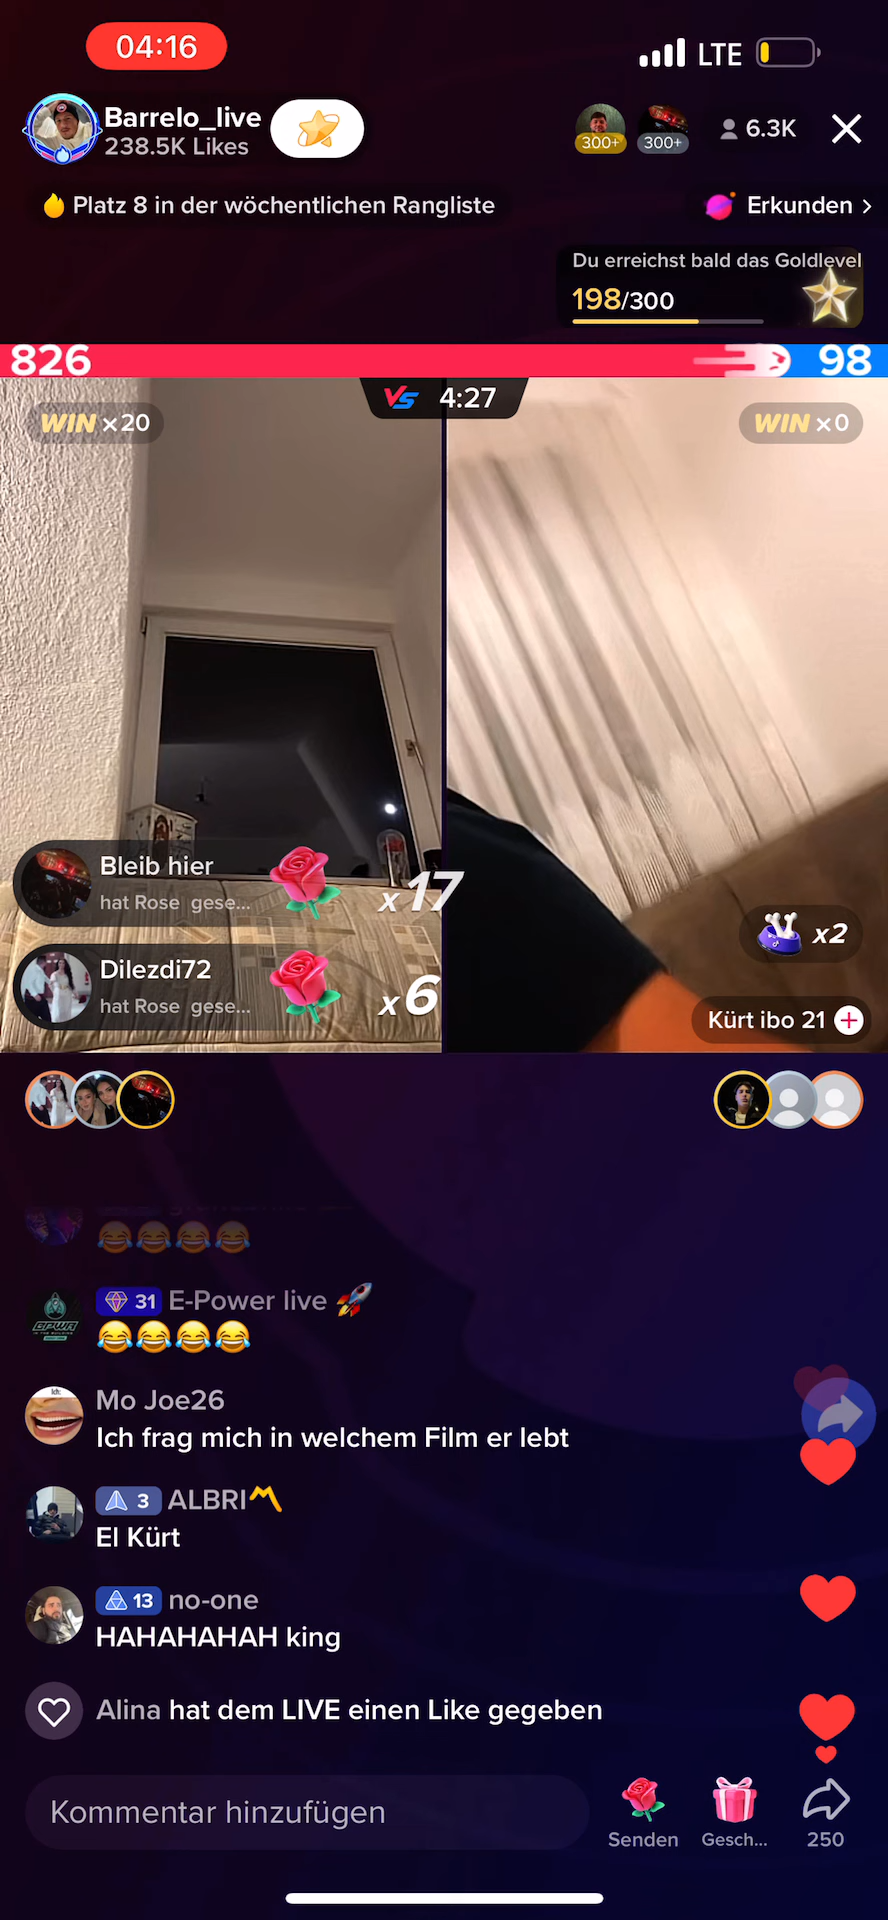 04:16
LTE
Barrelo_live
238.5K Likes
300+
300+
6.3K
Platz 8 in der wöchentlichen Rangliste
Erkunden >
Du erreichst bald das Goldlevel
198/300
826
98
VS 4:27
WIN x20
WIN x0
Bleib hier
hat Rose gese...
x17
Dilezdi72
hat Rose gese...
x6
x2
Kürt ibo 21
😂😂😂😂
31 E-Power live 🚀
😂😂😂😂
Mo Joe26
Ich frag mich in welchem Film er lebt
3 ALBRI〽️
El Kürt
13 no-one
HAHAHAHAH king
Alina hat dem LIVE einen Like gegeben
Kommentar hinzufügen
Senden
Gesch...
250